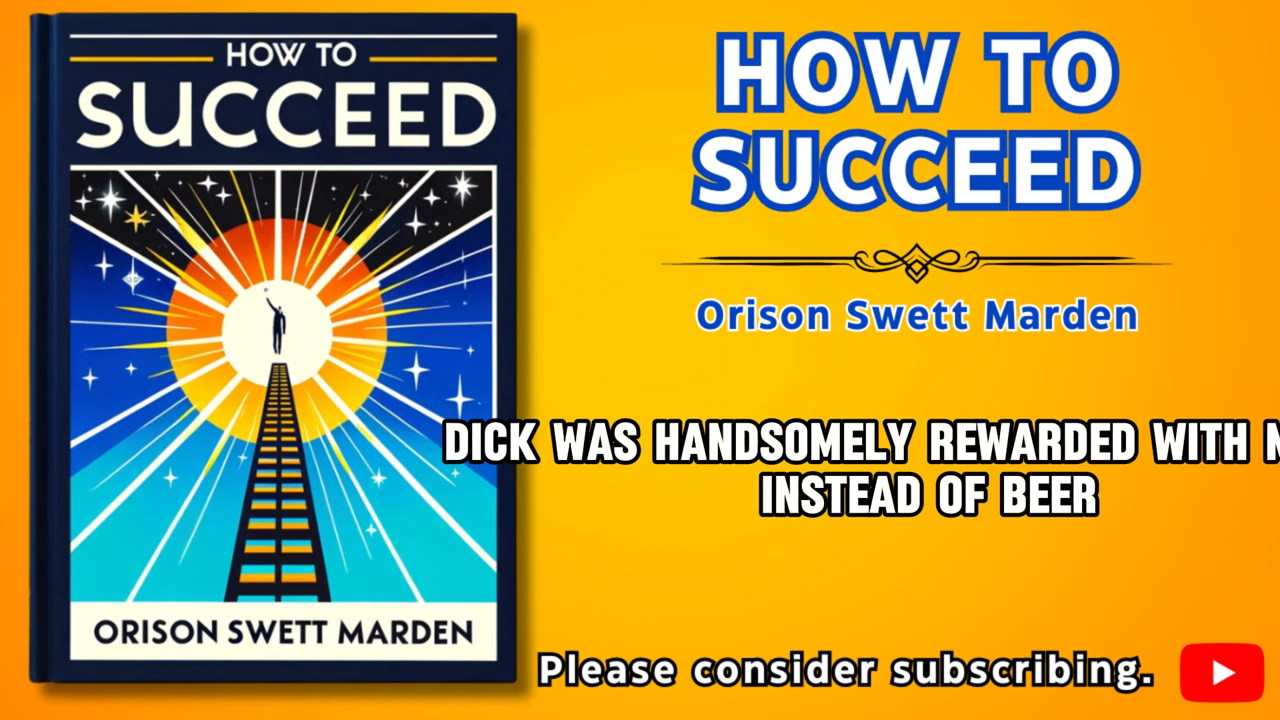 HOW TO
SUCCEED
ORISON SWETT MARDEN
HOW TO
SUCCEED
Orison Swett Marden
DICK WAS HANDSOMELY REWARDED WITH
INSTEAD OF BEER
Please consider subscribing.